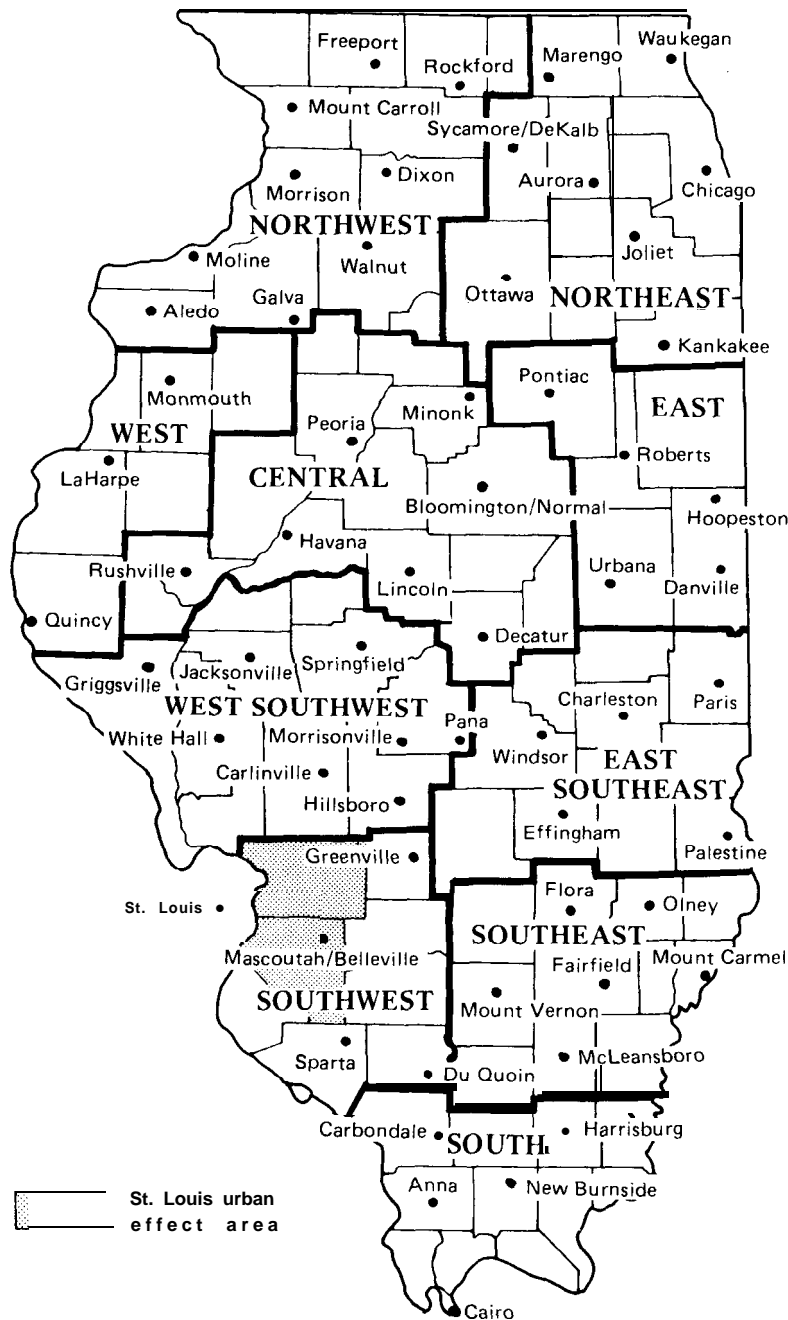 Freeport
Rockford
Marengo
Waukegan
Mount Carroll
Sycamore/DeKalb
Morrison
Dixon
Aurora
Chicago
NORTHWEST
Moline
Walnut
Joliet
Aledo
Galva
Ottawa
NORTHEAST
Kankakee
Monmouth
Pontiac
WEST
Peoria
Minonk
EAST
LaHarpe
CENTRAL
Roberts
Bloomington/Normal
Hoopeston
Havana
Rushville
Lincoln
Urbana
Danville
Quincy
Decatur
Griggsville
Jacksonville
Springfield
Charleston
Paris
WEST SOUTHWEST
Pana
White Hall
Morrisonville
Windsor
EAST
SOUTHEAST
Carlinville
Hillsboro
Effingham
Greenville
Palestine
St. Louis
Flora
Olney
SOUTHEAST
Mascoutah/Belleville
Fairfield
Mount Carmel
SOUTHWEST
Mount Vernon
Sparta
Du Quoin
McLeansboro
Carbondale
SOUTH
Harrisburg
Anna
New Burnside
St. Louis urban
effect area
Cairo